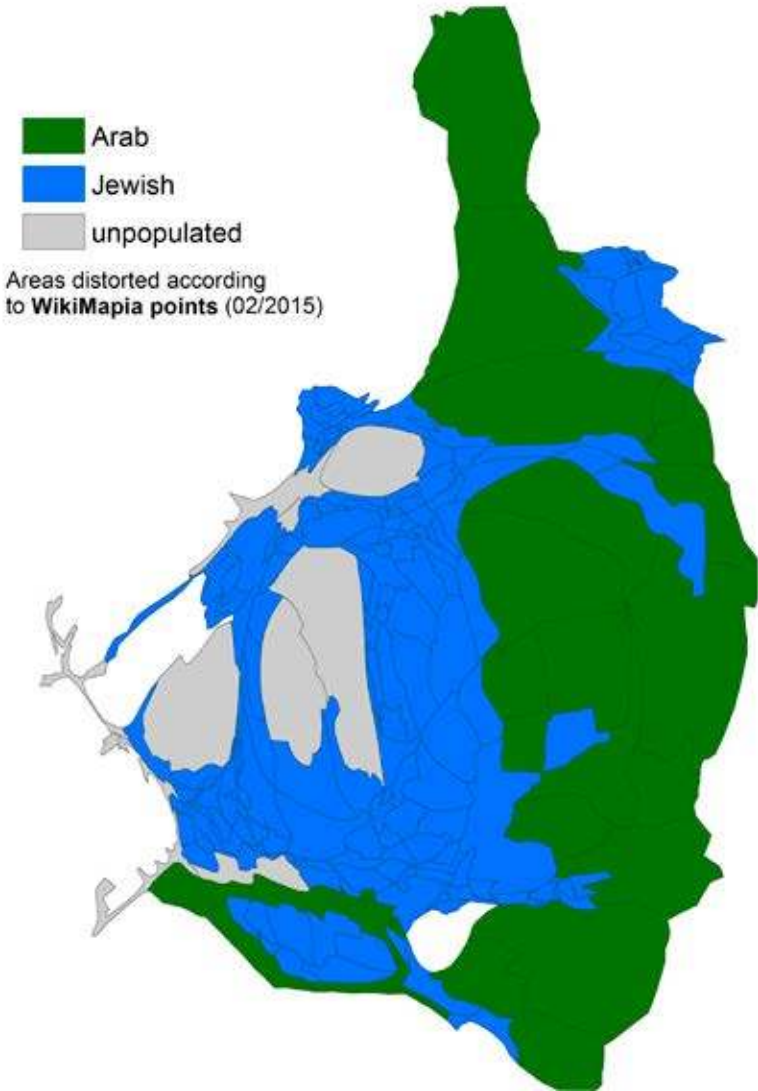 Arab
Jewish
unpopulated
Areas distorted according
to WikiMapia points (02/2015)